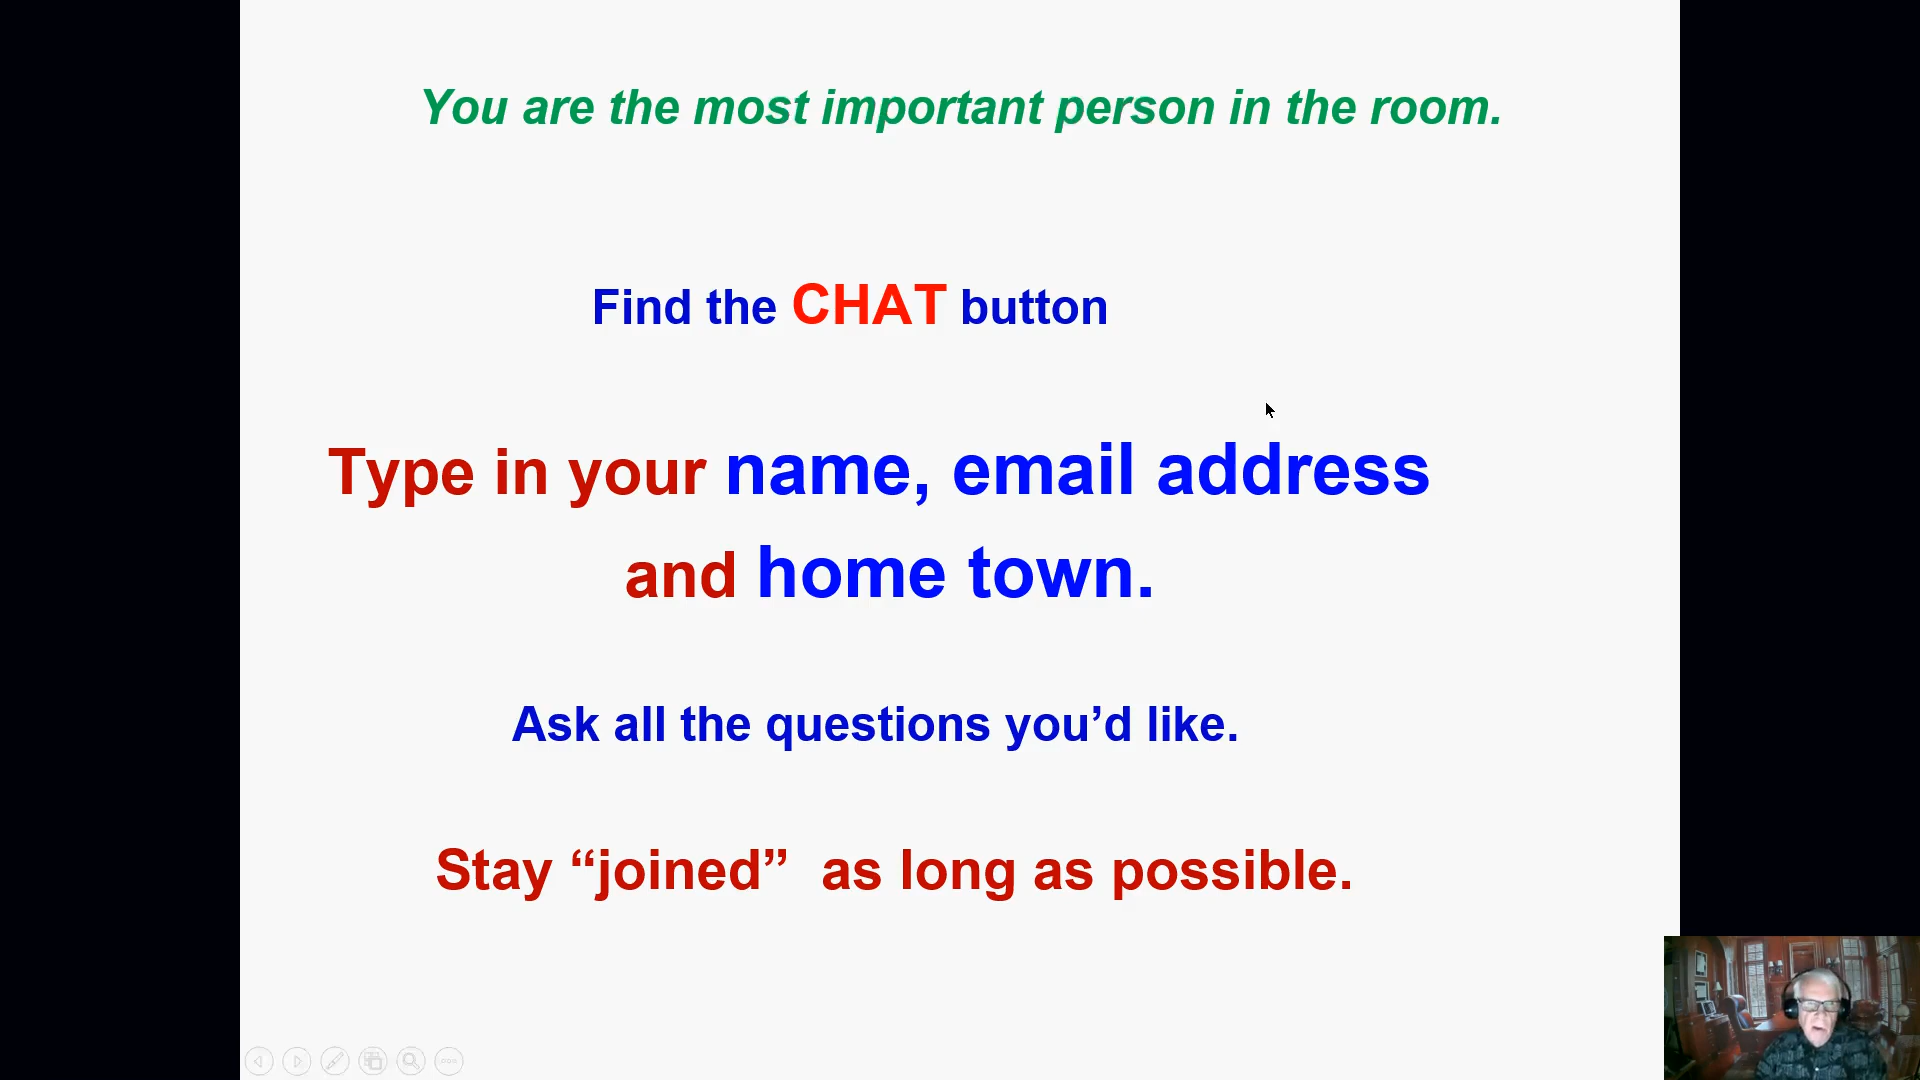 You are the most important person in the room.
Find the CHAT button
Type in your name, email address
and home town.
Ask all the questions you’d like.
Stay “joined”  as long as possible.